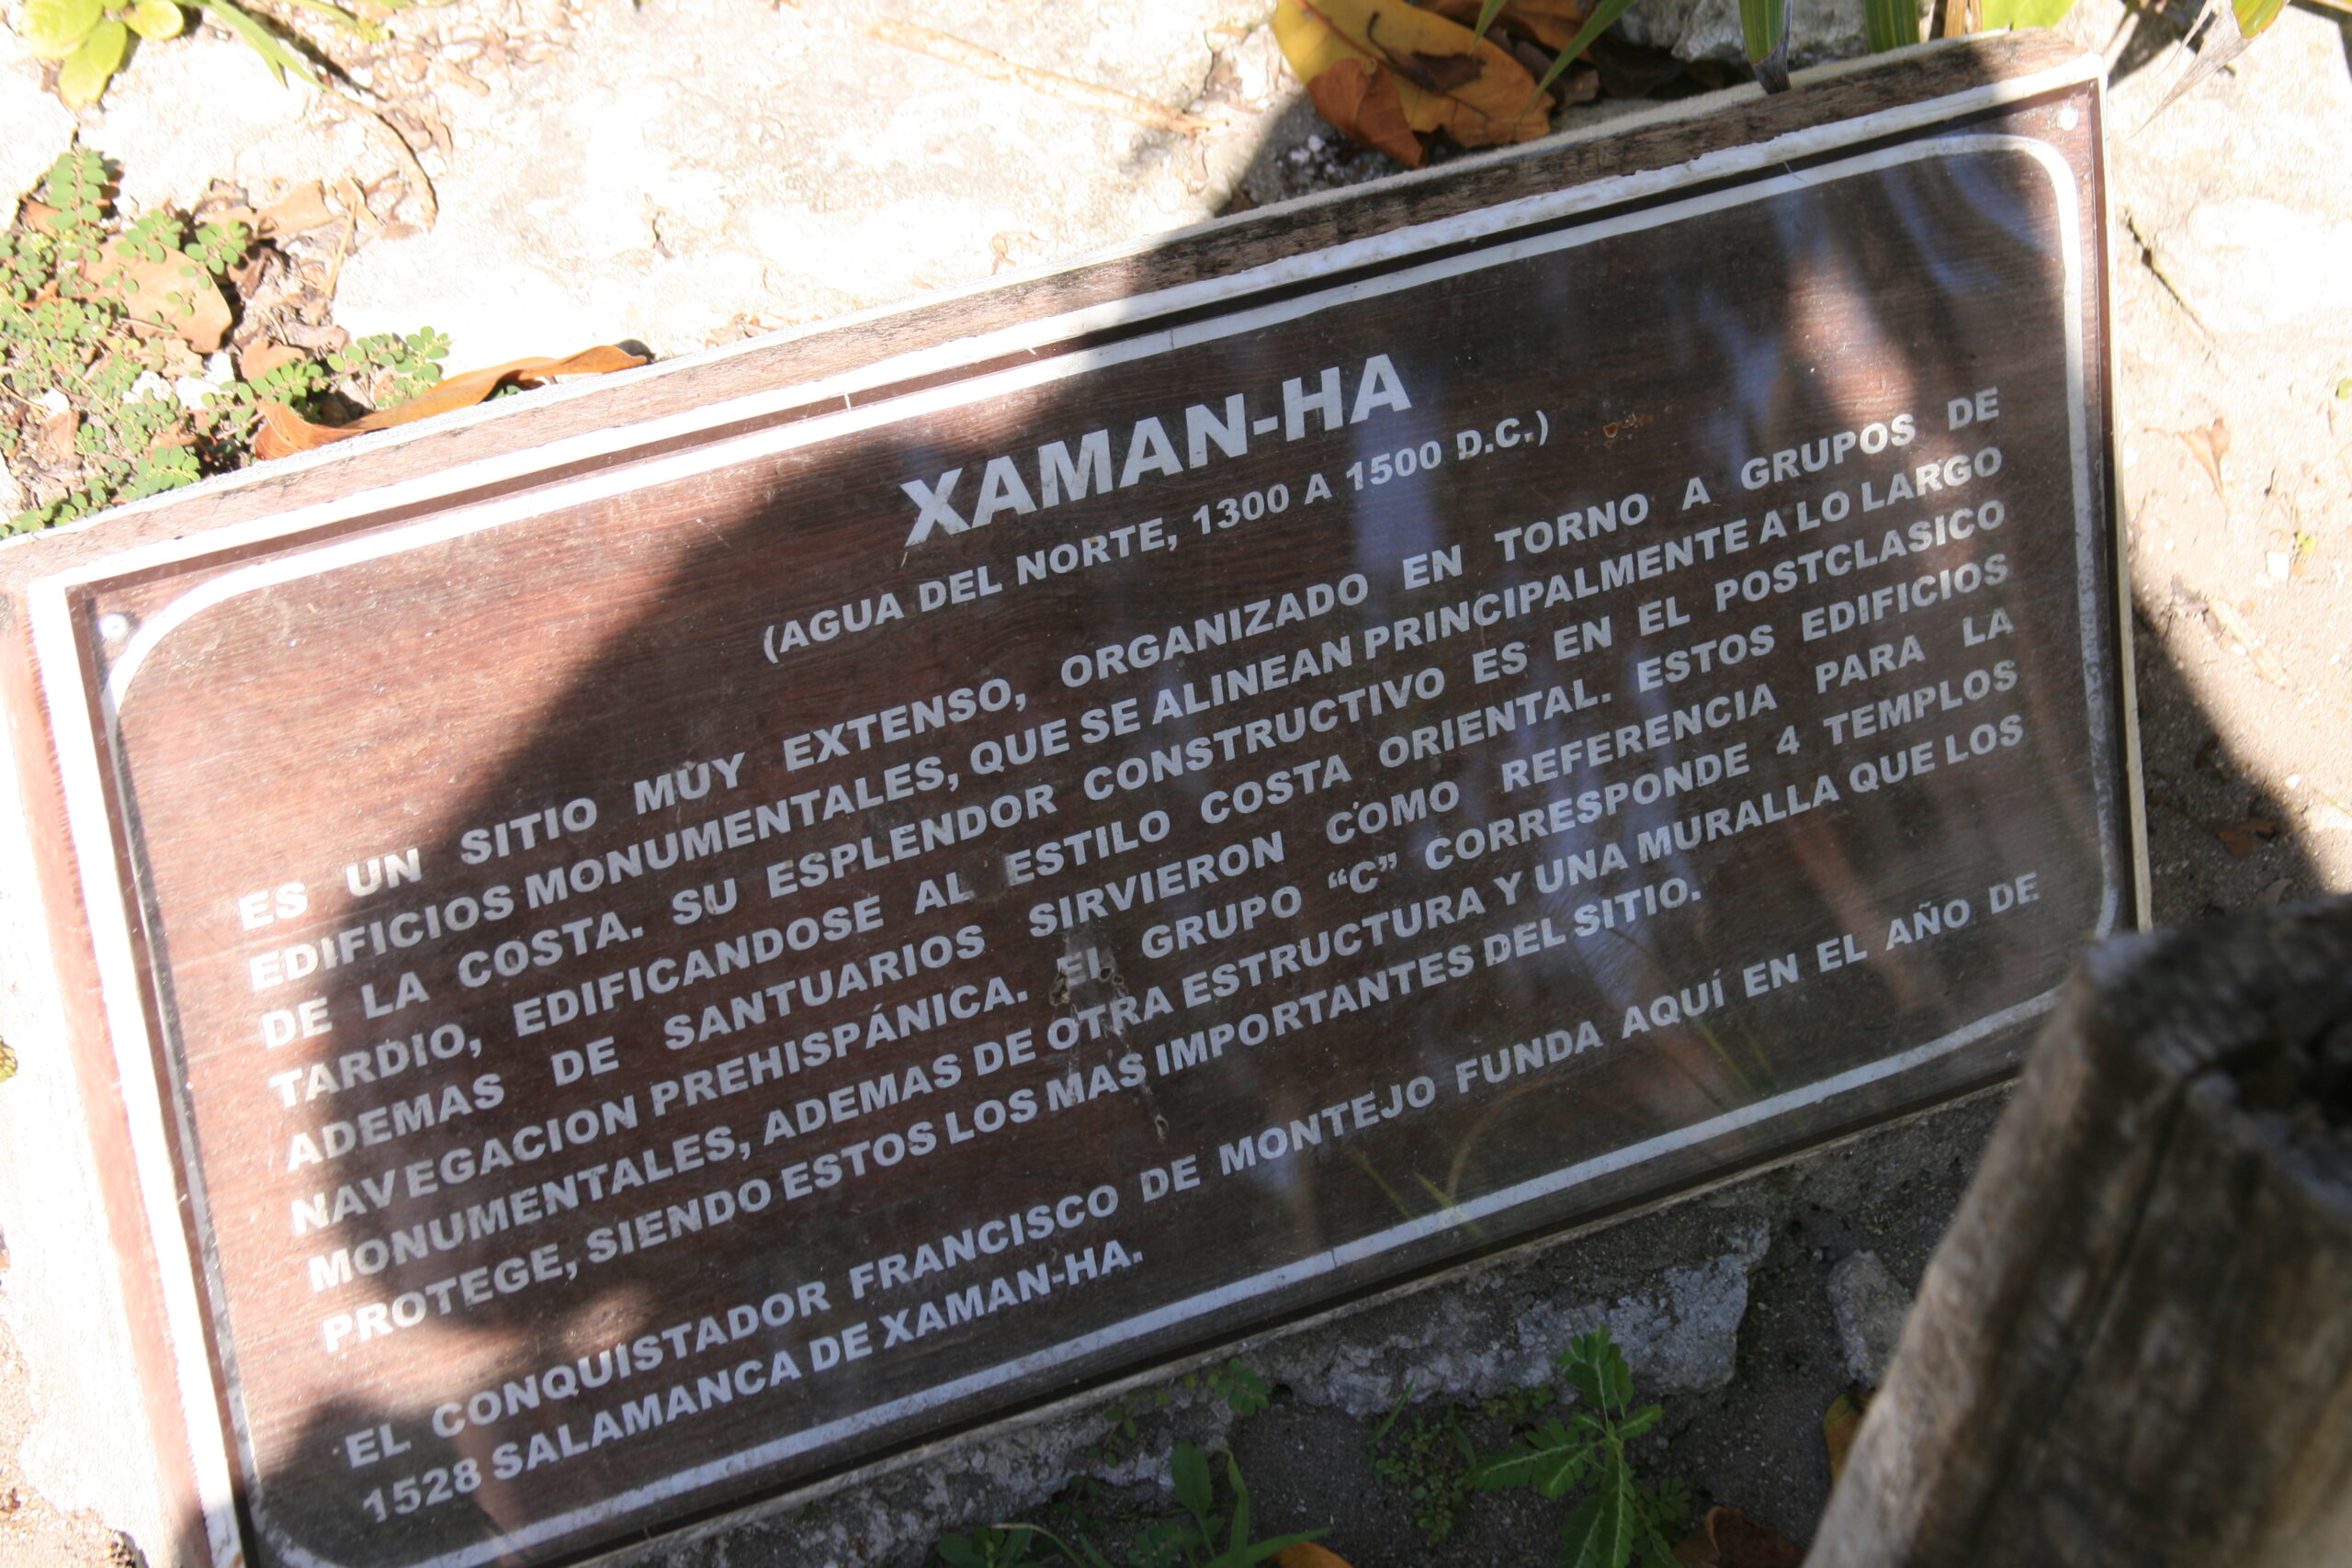 XAMAN-HA
(AGUA DEL NORTE, 1300 A 1500 D.C.)
ES UN SITIO MUY EXTENSO, ORGANIZADO EN TORNO A GRUPOS DE
EDIFICIOS MONUMENTALES, QUE SE ALINEAN PRINCIPALMENTE A LO LARGO
DE LA COSTA. SU ESPLENDOR CONSTRUCTIVO ES EN EL POSTCLASICO
TARDIO, EDIFICANDOSE AL ESTILO COSTA ORIENTAL. ESTOS EDIFICIOS
ADEMAS DE SANTUARIOS SIRVIERON COMO REFERENCIA PARA LA
NAVEGACION PREHISPÁNICA. EL GRUPO “C” CORRESPONDE 4 TEMPLOS
MONUMENTALES, ADEMAS DE OTRA ESTRUCTURA Y UNA MURALLA QUE LOS
PROTEGE, SIENDO ESTOS LOS MAS IMPORTANTES DEL SITIO.
EL CONQUISTADOR FRANCISCO DE MONTEJO FUNDA AQUÍ EN EL AÑO DE
1528 SALAMANCA DE XAMAN-HA.